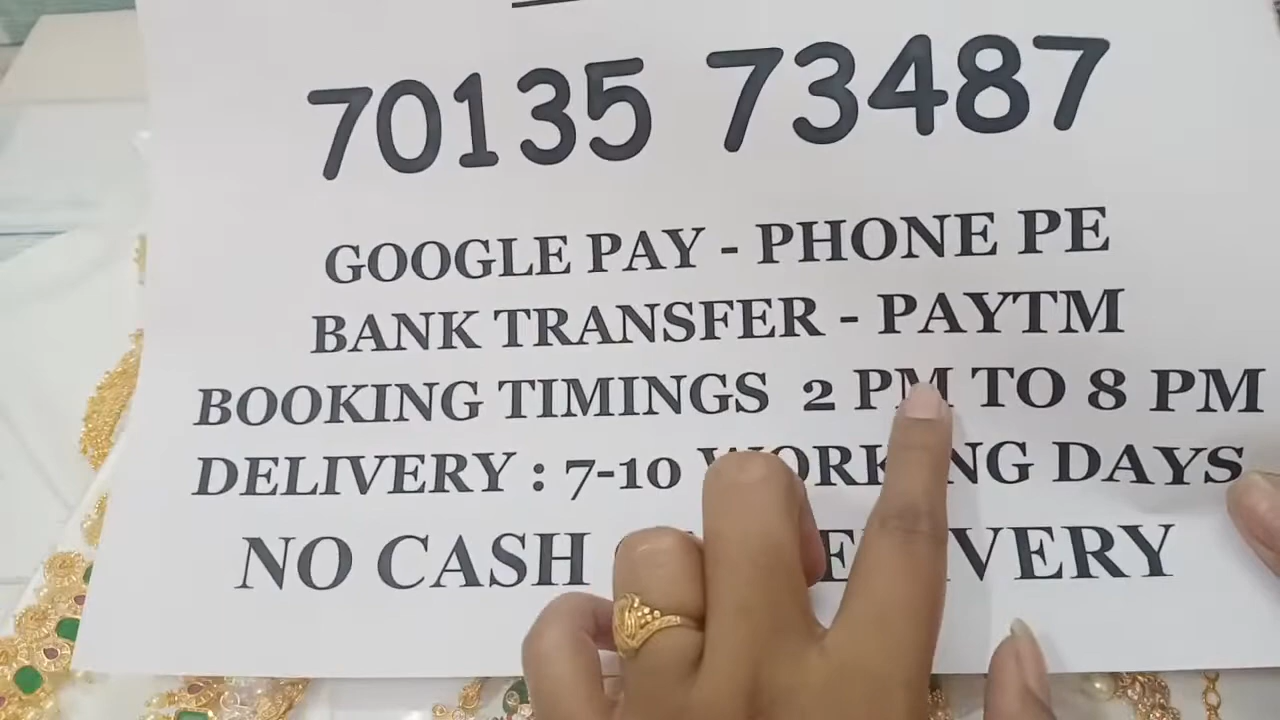 70135 73487
GOOGLE PAY - PHONE PE
BANK TRANSFER - PAYTM
BOOKING TIMINGS 2 PM TO 8 PM
DELIVERY : 7-10 WORKING DAYS
NO CASH DELIVERY